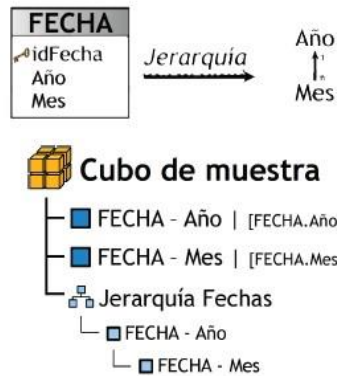 FECHA
idFecha
Año
Mes
Jerarquía
Año
1
n
Mes
Cubo de muestra
FECHA - Año | [FECHA.Año
FECHA - Mes | [FECHA.Mes
Jerarquía Fechas
FECHA - Año
FECHA - Mes